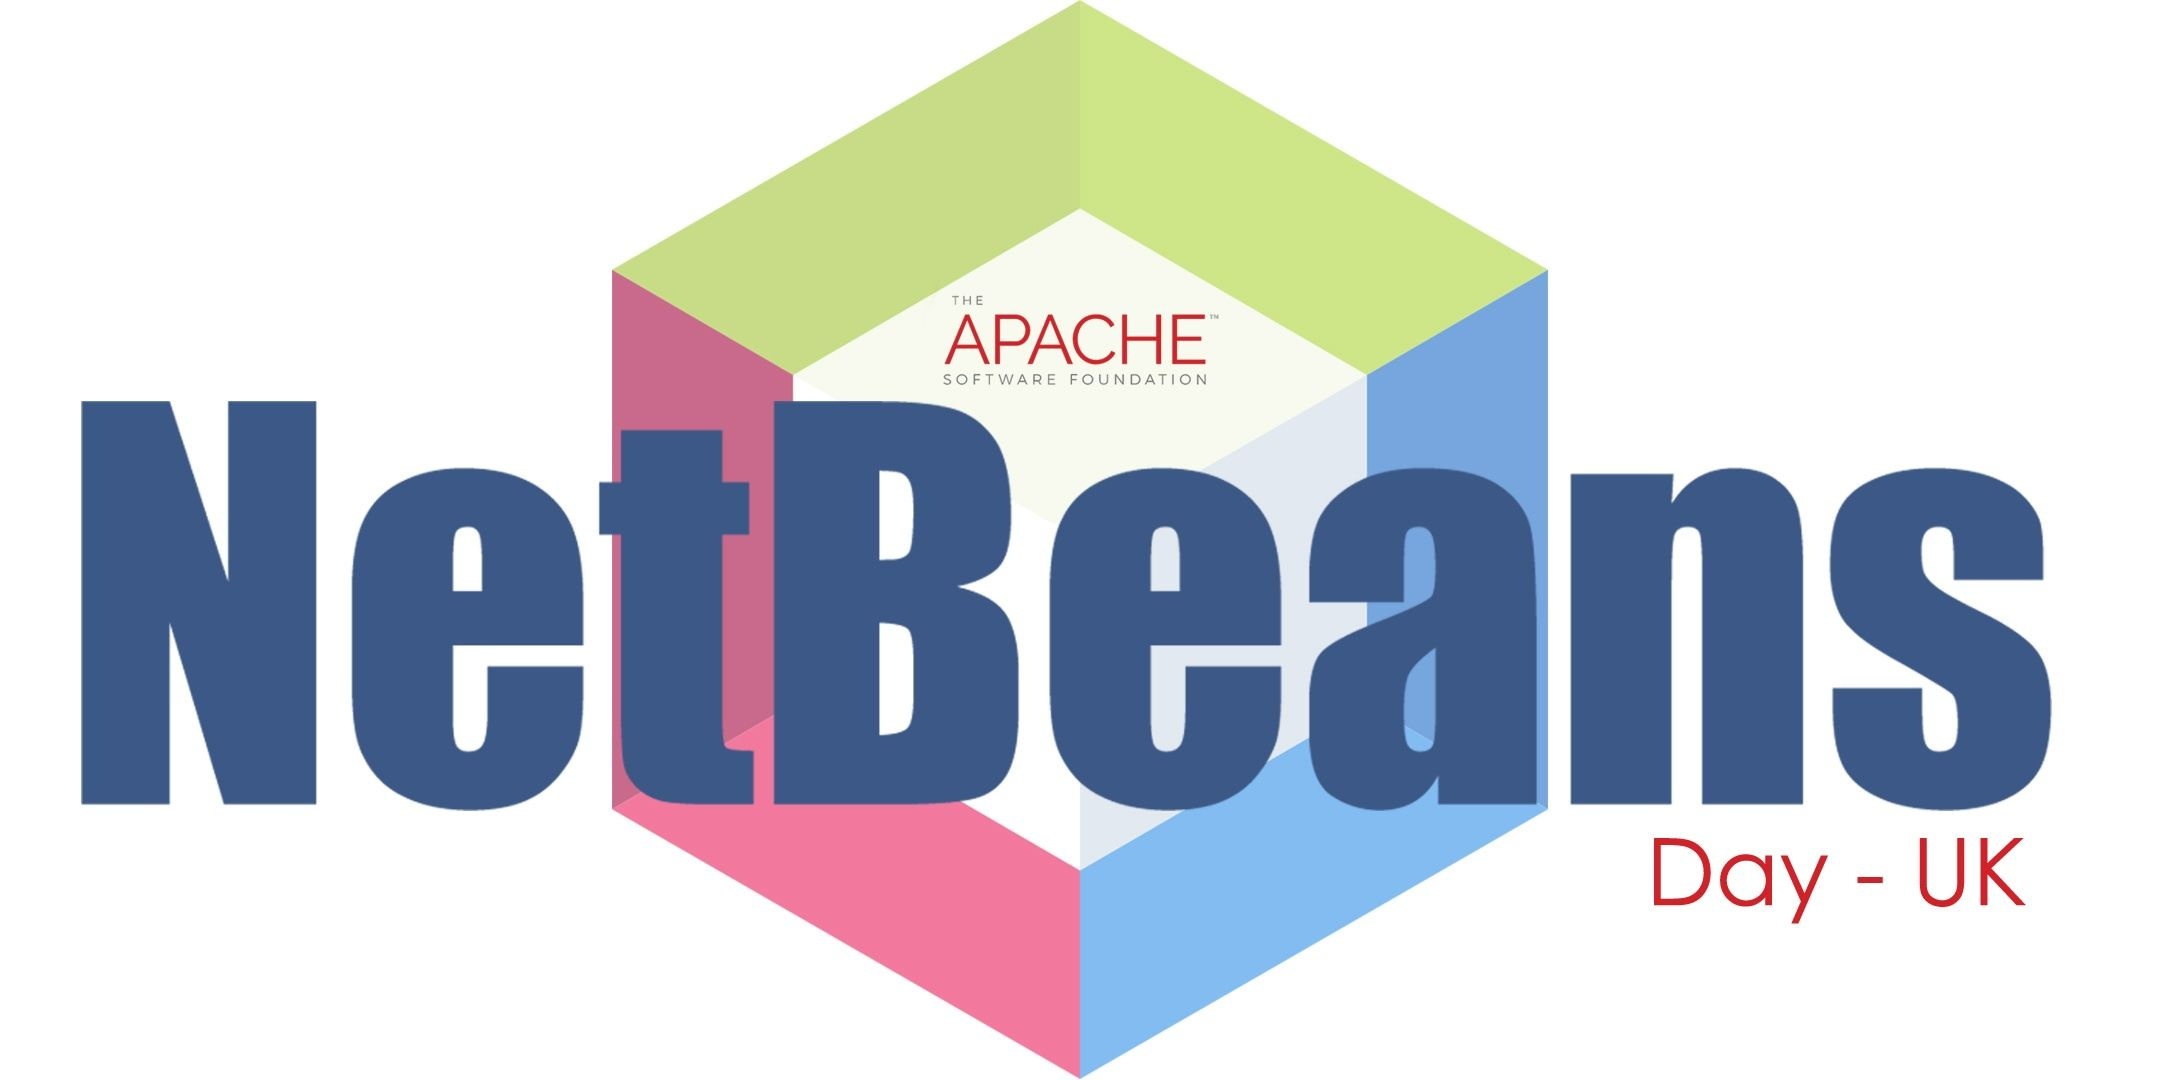 THE
APACHE™
SOFTWARE FOUNDATION
NetBeans
Day - UK